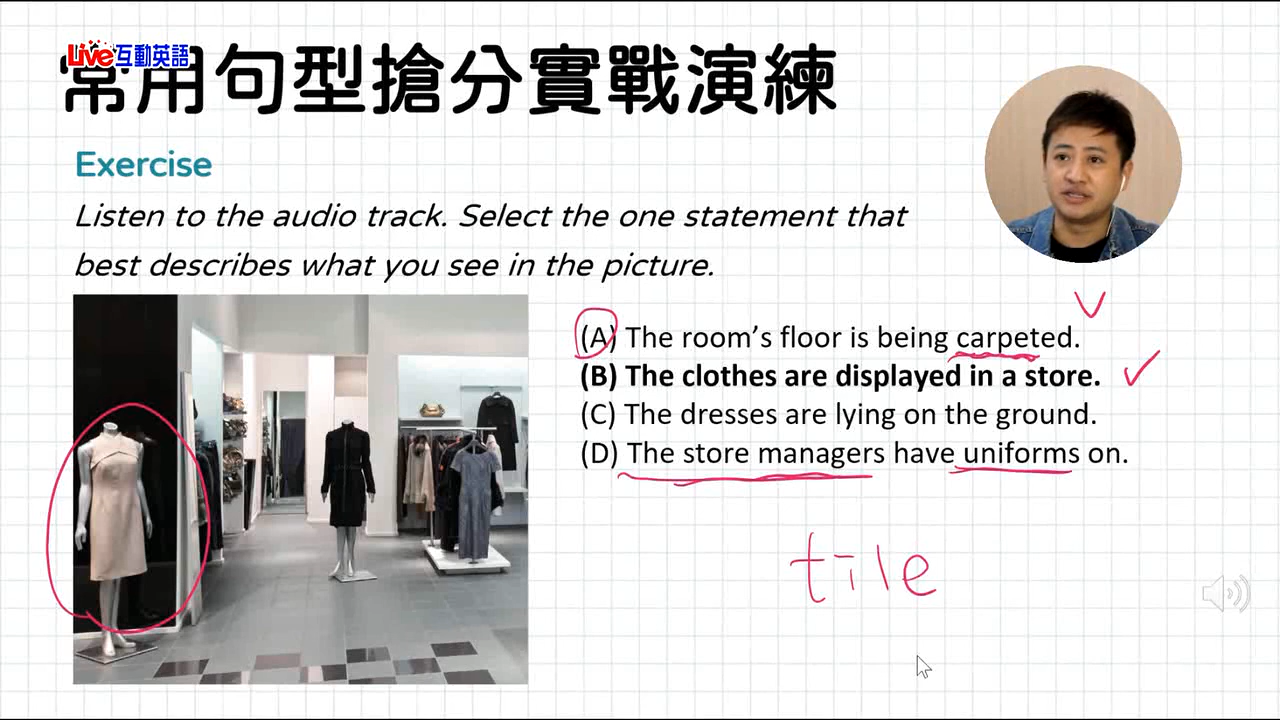 Live互動英語
常用句型搶分實戰演練
Exercise
Listen to the audio track. Select the one statement that
best describes what you see in the picture.
(A) The room’s floor is being carpeted.
(B) The clothes are displayed in a store.
(C) The dresses are lying on the ground.
(D) The store managers have uniforms on.
tile